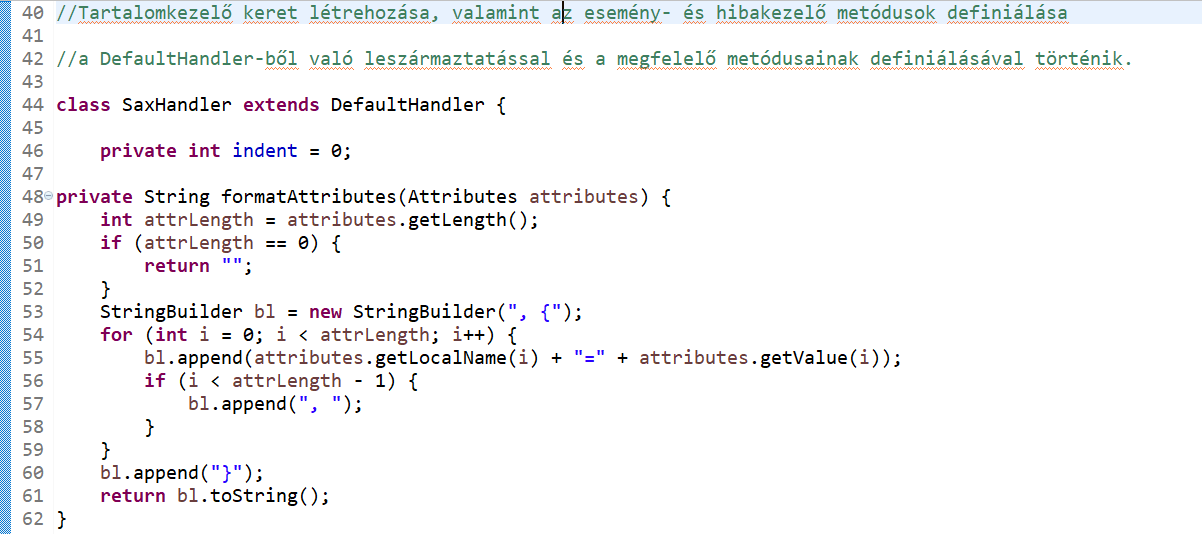 40 //Tartalomkezelő keret létrehozása, valamint az esemény- és hibakezelő metódusok definiálása
41
42 //a DefaultHandler-ből való leszármaztatással és a megfelelő metódusainak definiálásával történik.
43
44 class SaxHandler extends DefaultHandler {
45
46     private int indent = 0;
47
48 private String formatAttributes(Attributes attributes) {
49     int attrLength = attributes.getLength();
50     if (attrLength == 0) {
51         return "";
52     }
53     StringBuilder bl = new StringBuilder(", {");
54     for (int i = 0; i < attrLength; i++) {
55         bl.append(attributes.getLocalName(i) + "=" + attributes.getValue(i));
56         if (i < attrLength - 1) {
57             bl.append(", ");
58         }
59     }
60     bl.append("}");
61     return bl.toString();
62 }